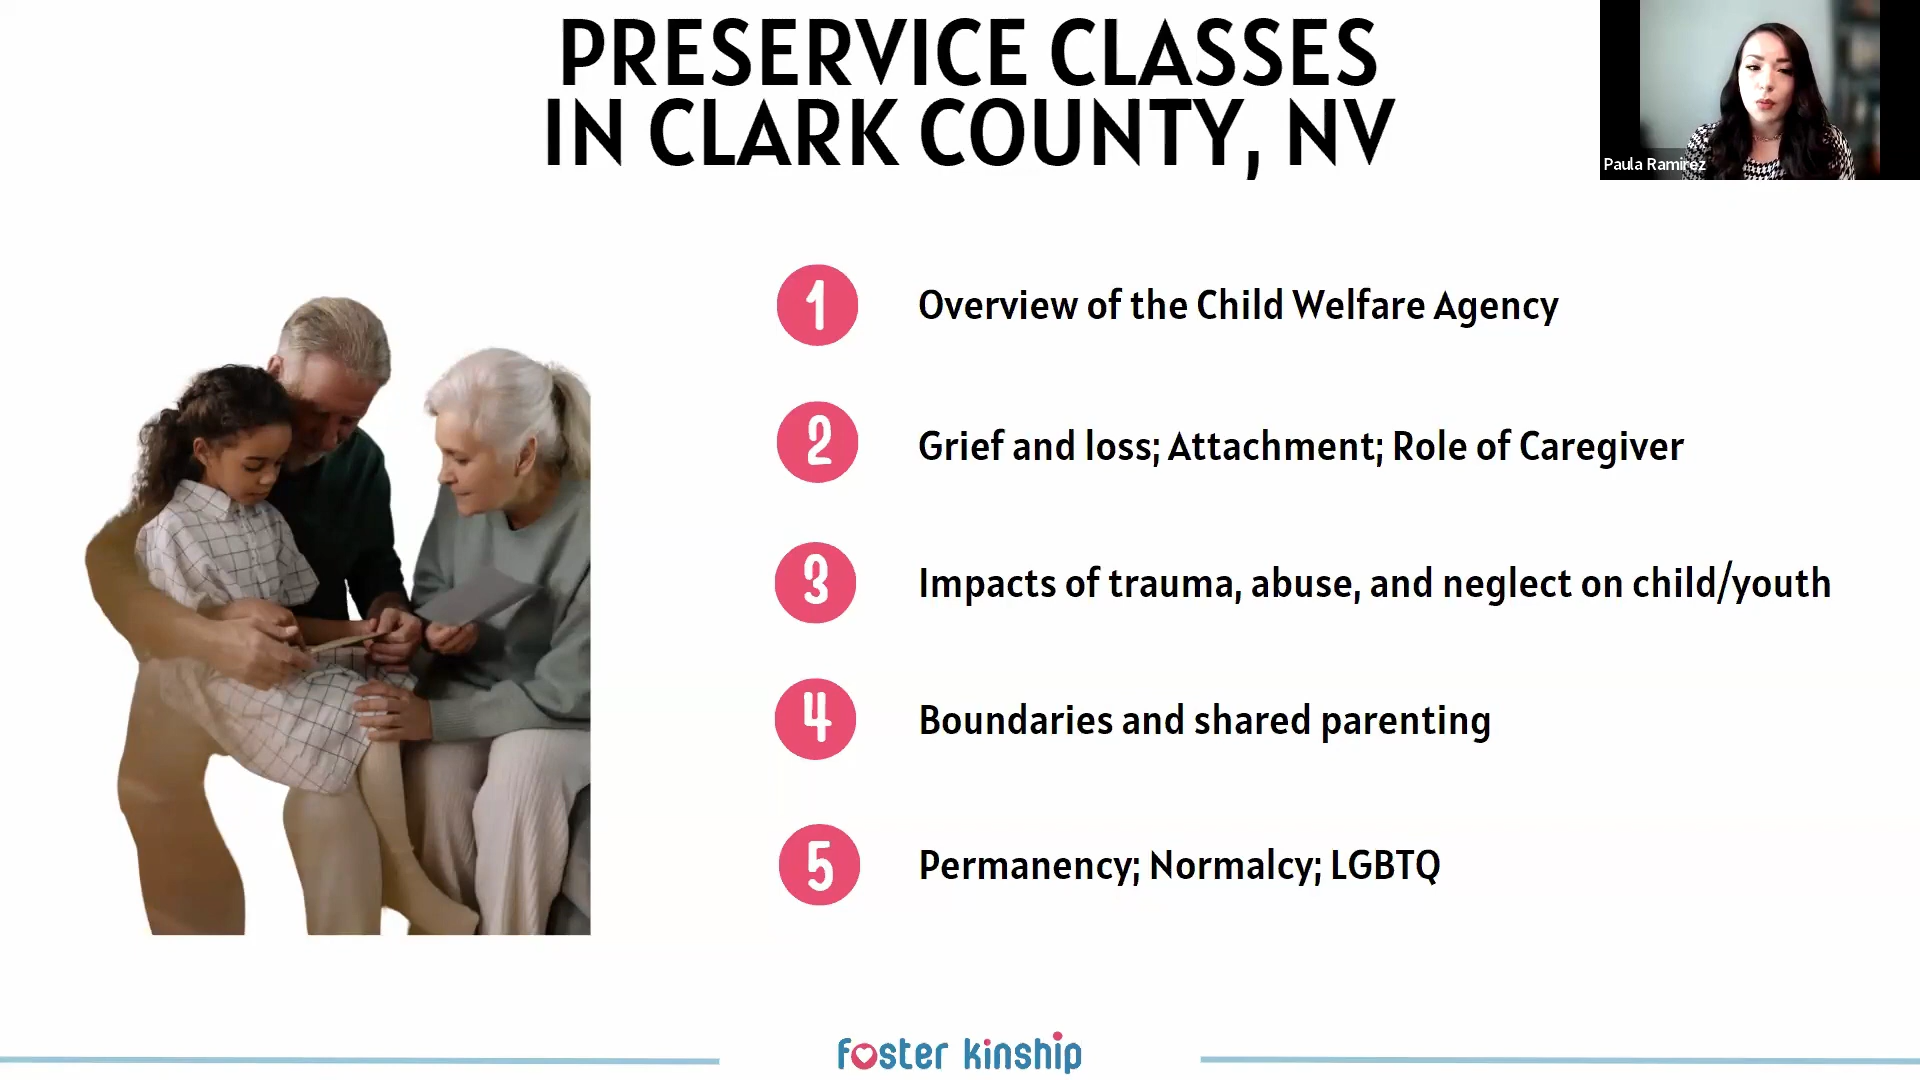 PRESERVICE CLASSES
IN CLARK COUNTY, NV
Paula Ramirez
1 Overview of the Child Welfare Agency
2 Grief and loss; Attachment; Role of Caregiver
3 Impacts of trauma, abuse, and neglect on child/youth
4 Boundaries and shared parenting
5 Permanency; Normalcy; LGBTQ
foster kinship